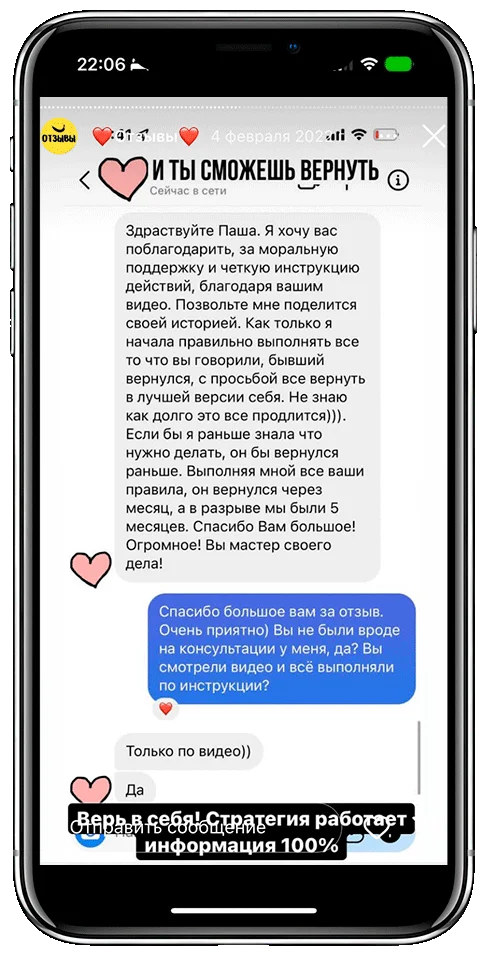 22:06
ОТЗЫВЫ
Отзывы
4 февраля
И ТЫ СМОЖЕШЬ ВЕРНУТЬ
Сейчас в сети
Здраствуйте Паша. Я хочу вас
поблагодарить, за моральную
поддержку и четкую инструкцию
действий, благодаря вашим
видео. Позвольте мне поделится
своей историей. Как только я
начала правильно выполнять все
то что вы говорили, бывший
вернулся, с просьбой все вернуть
в лучшей версии себя. Не знаю
как долго это все продлится))).
Если бы я раньше знала что
нужно делать, он бы вернулся
раньше. Выполняя мной все ваши
правила, он вернулся через
месяц, а в разрыве мы были 5
месяцев. Спасибо Вам большое!
Огромное! Вы мастер своего
дела!
Спасибо большое вам за отзыв.
Очень приятно) Вы не были вроде
на консультации у меня, да? Вы
смотрели видео и всё выполняли
по инструкции?
Только по видео))
Да
Верь в себя! Стратегия работает
Отправить сообщение
информация 100%